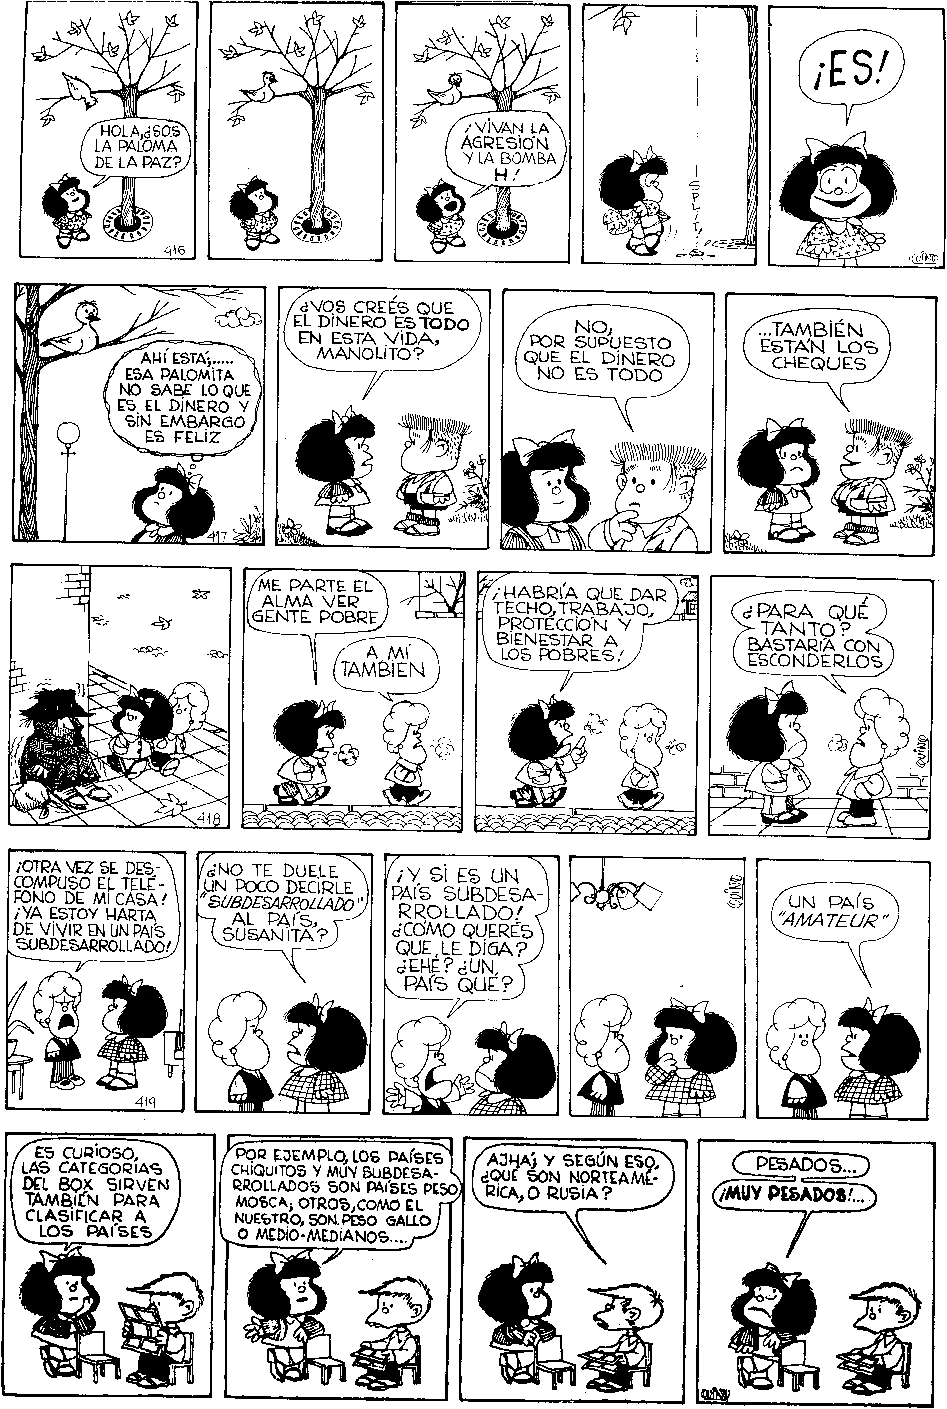 HOLA,¿SOS
LA PALOMA
DE LA PAZ?
416
¡VIVAN LA
AGRESIÓN
Y LA BOMBA
H!
SPLIT!
¡ES!
QUINO
AHÍ ESTÁ;.....
ESA PALOMITA
NO SABE LO QUE
ES EL DINERO Y
SIN EMBARGO
ES FELIZ
417
¿VOS CREÉS QUE
EL DINERO ES TODO
EN ESTA VIDA,
MANOLITO?
NO,
POR SUPUESTO
QUE EL DINERO
NO ES TODO
...TAMBIÉN
ESTÁN LOS
CHEQUES
418
ME PARTE EL
ALMA VER
GENTE POBRE
A MÍ
TAMBIEN
¡HABRÍA QUE DAR
TECHO, TRABAJO,
PROTECCIÓN Y
BIENESTAR A
LOS POBRES!
¿PARA QUÉ
TANTO?
BASTARÍA CON
ESCONDERLOS
QUINO
¡OTRA VEZ SE DES-
COMPUSO EL TELÉ-
FONO DE MI CASA!
¡YA ESTOY HARTA
DE VIVIR EN UN PAÍS
SUBDESARROLLADO!
419
¿NO TE DUELE
UN POCO DECIRLE
"SUBDESARROLLADO"
AL PAÍS,
SUSANITA?
¡Y SI ES UN
PAÍS SUBDESA-
RROLLADO!
¿CÓMO QUERÉS
QUE LE DIGA?
¿EHÉ? ¿UN
PAÍS QUÉ?
QUINO
UN PAÍS
"AMATEUR"
ES CURIOSO,
LAS CATEGORÍAS
DEL BOX SIRVEN
TAMBIÉN PARA
CLASIFICAR A
LOS PAÍSES
POR EJEMPLO, LOS PAÍSES
CHIQUITOS Y MUY SUBDESA-
RROLLADOS SON PAÍSES PESO
MOSCA; OTROS, COMO EL
NUESTRO, SON PESO GALLO
O MEDIO-MEDIANOS....
AJHÁ; Y SEGÚN ESO,
¿QUÉ SON NORTEAMÉ-
RICA, O RUSIA?
PESADOS...
¡MUY PESADOS!...
QUINO